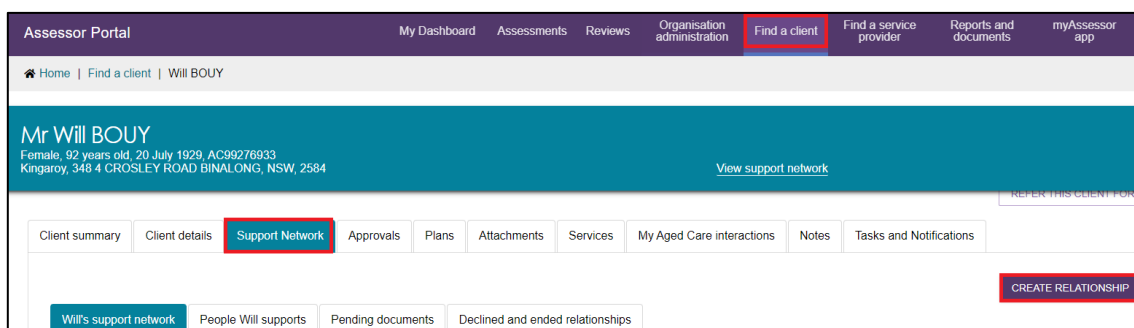 Assessor Portal My Dashboard Assessments Reviews Organisation administration Find a client Find a service provider Reports and documents myAssessor app
Home | Find a client | Will BOUY
Mr Will BOUY
Female, 92 years old, 20 July 1929, AC99276933
Kingaroy, 348 4 CROSLEY ROAD BINALONG, NSW, 2584 View support network
REFER THIS CLIENT FOR
Client summary Client details Support Network Approvals Plans Attachments Services My Aged Care interactions Notes Tasks and Notifications
CREATE RELATIONSHIP
Will's support network People Will supports Pending documents Declined and ended relationships